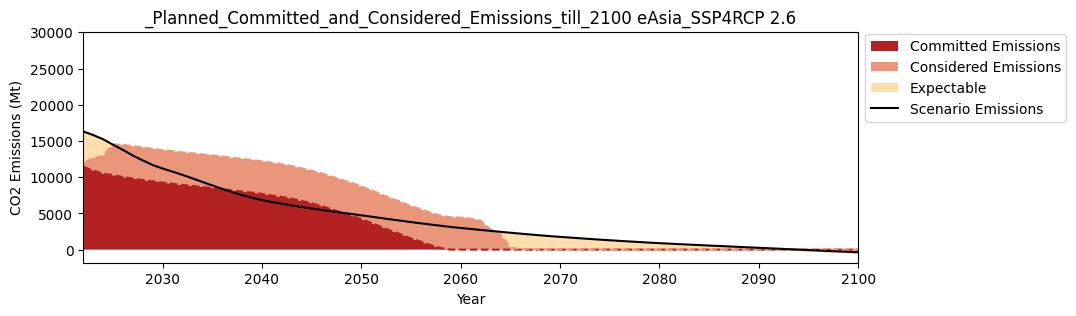 _Planned_Committed_and_Considered_Emissions_till_2100 eAsia_SSP4RCP 2.6
30000
25000
20000
15000
10000
5000
0
CO2 Emissions (Mt)
2030 2040 2050 2060 2070 2080 2090 2100
Year
Committed Emissions
Considered Emissions
Expectable
Scenario Emissions